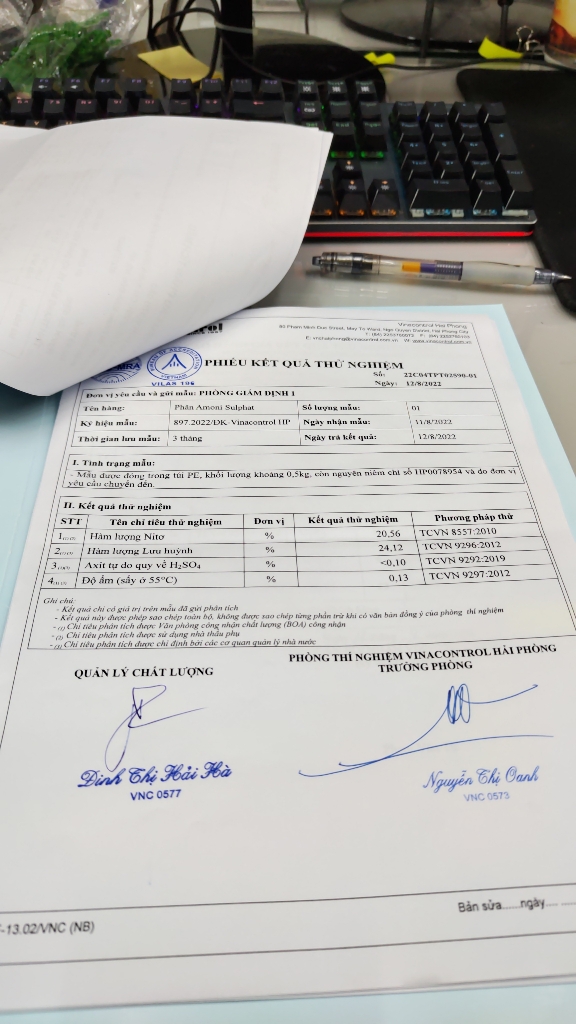 Vinacontrol Hai Phong
PHIẾU KẾT QUẢ THỬ NGHIỆM
VILAS 196
Số: 22C04TPT02890-01
Ngày: 12/8/2022
Đơn vị yêu cầu và gửi mẫu: PHÒNG GIÁM ĐỊNH 1
Tên hàng: Phân Amoni Sulphat Số lượng mẫu: 01
Ký hiệu mẫu: 897.2022/ĐK-Vinacontrol HP Ngày nhận mẫu: 11/8/2022
Thời gian lưu mẫu: 3 tháng Ngày trả kết quả: 12/8/2022
I. Tình trạng mẫu:
- Mẫu được đóng trong túi PE, khối lượng khoảng 0,5kg, còn nguyên niêm chì số HP0078954 và do đơn vị
yêu cầu chuyển đến.
II. Kết quả thử nghiệm
STT Tên chỉ tiêu thử nghiệm Đơn vị Kết quả thử nghiệm Phương pháp thử
1 Hàm lượng Nitơ % 20,56 TCVN 8557:2010
2 Hàm lượng Lưu huỳnh % 24,12 TCVN 9296:2012
3 Axit tự do quy về H₂SO₄ % <0,10 TCVN 9292:2019
4 Độ ẩm (sấy ở 55°C) % 0,13 TCVN 9297:2012
Ghi chú:
- Kết quả chỉ có giá trị trên mẫu đã gửi phân tích
- Kết quả này được phép sao chép toàn bộ, không được sao chép từng phần trừ khi có văn bản đồng ý của phòng thí nghiệm
- (1) Chỉ tiêu phân tích được Văn phòng công nhận chất lượng (BOA) công nhận
- (2) Chỉ tiêu phân tích được sử dụng nhà thầu phụ
- (3) Chỉ tiêu phân tích được chỉ định bởi các cơ quan quản lý nhà nước
QUẢN LÝ CHẤT LƯỢNG
PHÒNG THÍ NGHIỆM VINACONTROL HẢI PHÒNG
TRƯỞNG PHÒNG
Đinh Thị Hải Hà
VNC 0577
Nguyễn Thị Oanh
VNC 0573
-13.02/VNC (NB)
Bản sửa......ngày.... ....